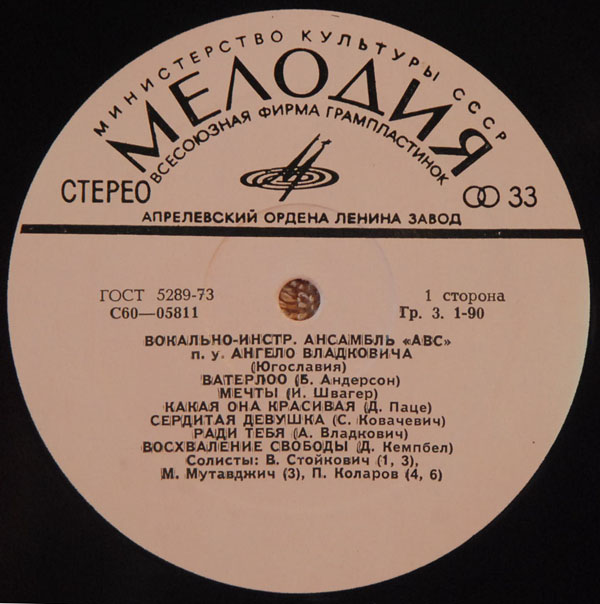 МИНИСТЕРСТВО КУЛЬТУРЫ СССР
МЕЛОДИЯ
ВСЕСОЮЗНАЯ ФИРМА ГРАМПЛАСТИНОК
СТЕРЕО
33
АПРЕЛЕВСКИЙ ОРДЕНА ЛЕНИНА ЗАВОД
ГОСТ 5289-73
1 сторона
С60—05811
Гр. 3. 1-90
ВОКАЛЬНО-ИНСТР. АНСАМБЛЬ «АВС»
п. у. АНГЕЛО ВЛАДКОВИЧА
(Югославия)
ВАТЕРЛОО (Б. Андерсон)
МЕЧТЫ (И. Швагер)
КАКАЯ ОНА КРАСИВАЯ (Д. Паце)
СЕРДИТАЯ ДЕВУШКА (С. Ковачевич)
РАДИ ТЕБЯ (А. Владкович)
ВОСХВАЛЕНИЕ СВОБОДЫ (Д. Кемпбел)
Солисты: В. Стойкович (1, 3),
М. Мутавджич (3), П. Коларов (4, 6)